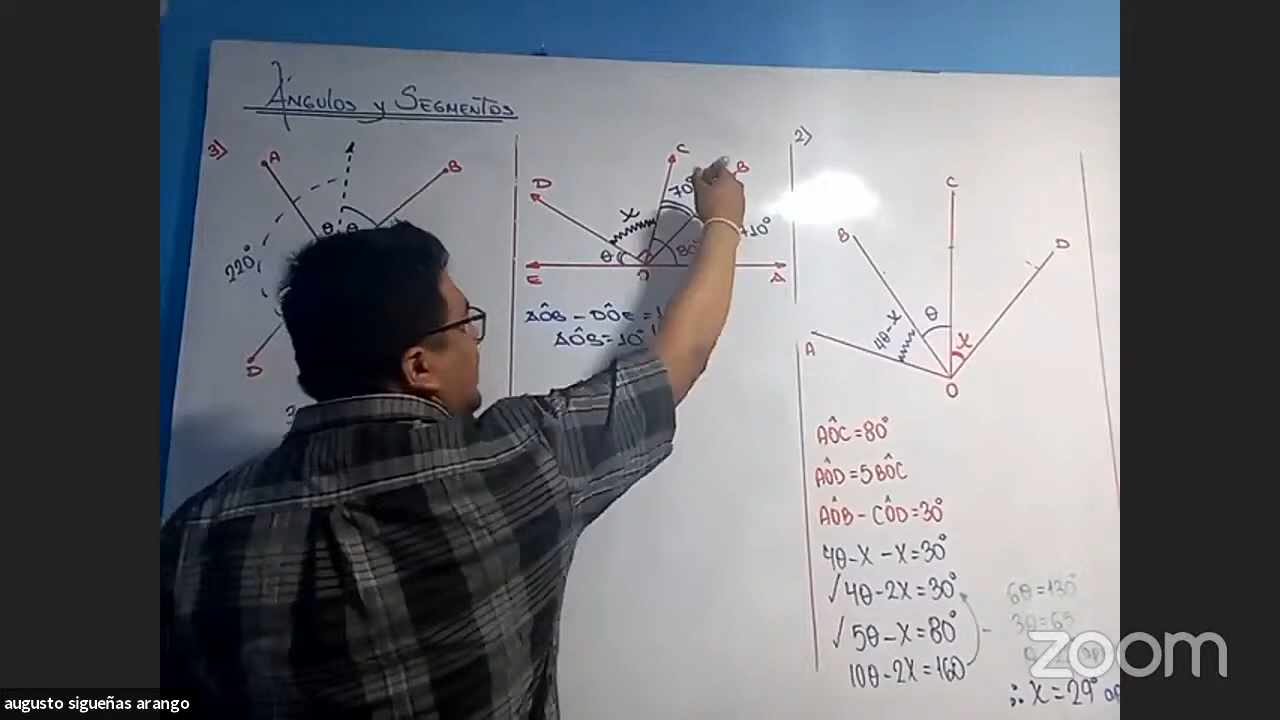 Ángulos y Segmentos
3)
A
B
θ
220°
D
C
B
D
70°
x
+10°
θ
80°
E
A
AÔB - DÔE = 1
AÔB = 10°
2)
C
B
D
θ
4θ-x
x
A
O
AÔC = 80°
AÔD = 5BÔC
AÔB - CÔD = 30°
4θ-x-x=30°
✓4θ-2x=30°
✓5θ-x=80°
10θ-2x=160
-
6θ=130°
3θ=65
∴ x=29°
zoom
augusto sigueñas arango